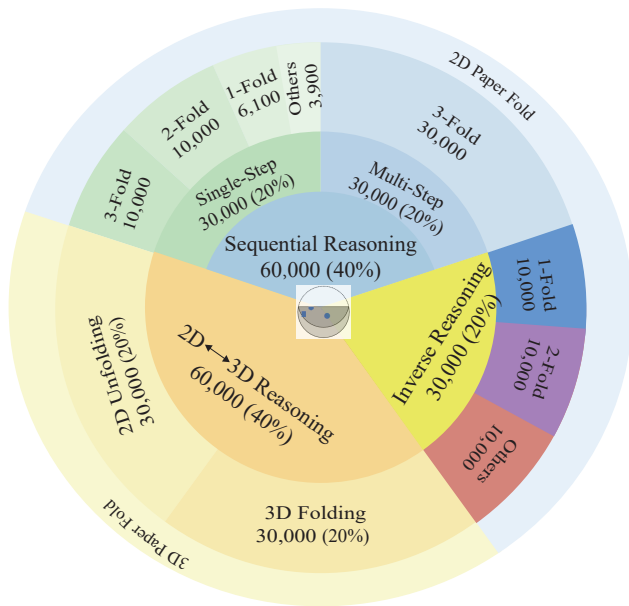 2D Paper Fold
3-Fold
10,000
2-Fold
10,000
1-Fold
6,100
Others
3,900
3-Fold
30,000
Single-Step
30,000 (20%)
Multi-Step
30,000 (20%)
Sequential Reasoning
60,000 (40%)
Inverse Reasoning
30,000 (20%)
1-Fold
10,000
2-Fold
10,000
Others
10,000
2D↔3D Reasoning
60,000 (40%)
2D Unfolding
30,000 (20%)
3D Folding
30,000 (20%)
3D Paper Fold